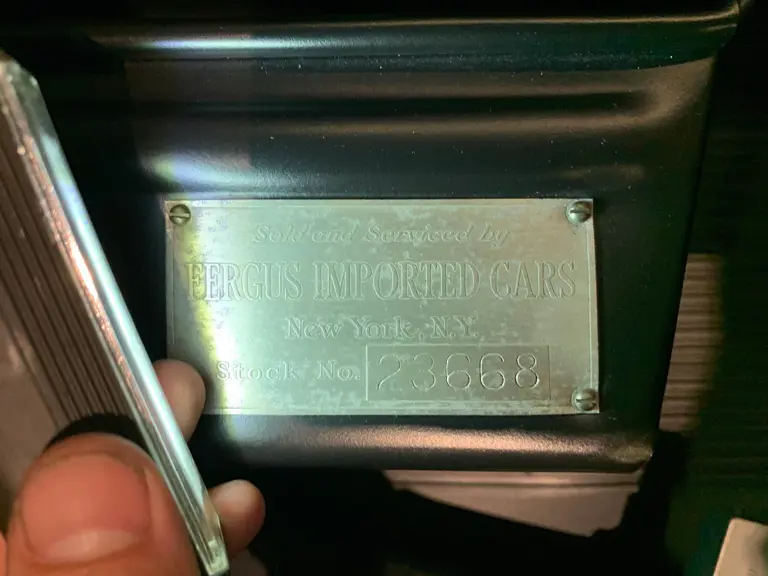 Sold and Serviced by
FERGUS IMPORTED CARS
New York, N.Y.
Stock No. 23668